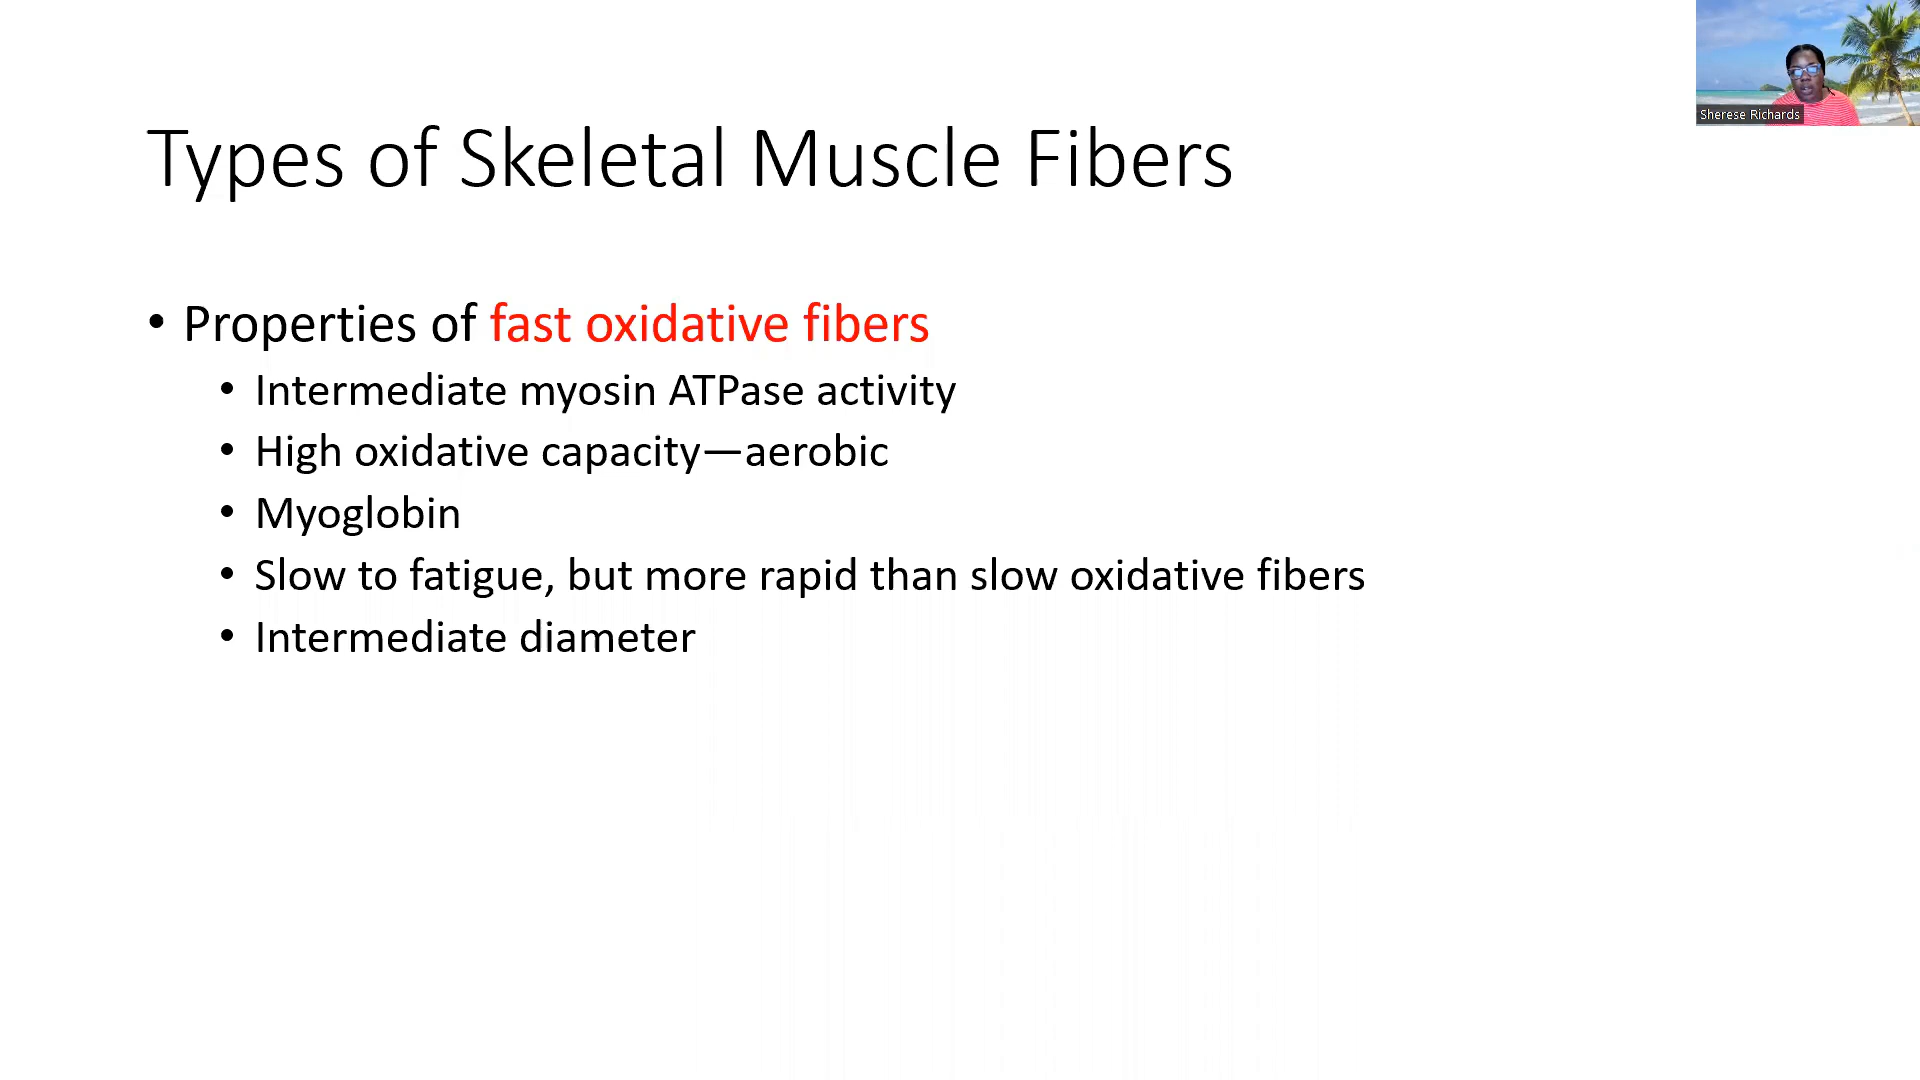 Sherese Richards
Types of Skeletal Muscle Fibers
• Properties of fast oxidative fibers
• Intermediate myosin ATPase activity
• High oxidative capacity—aerobic
• Myoglobin
• Slow to fatigue, but more rapid than slow oxidative fibers
• Intermediate diameter